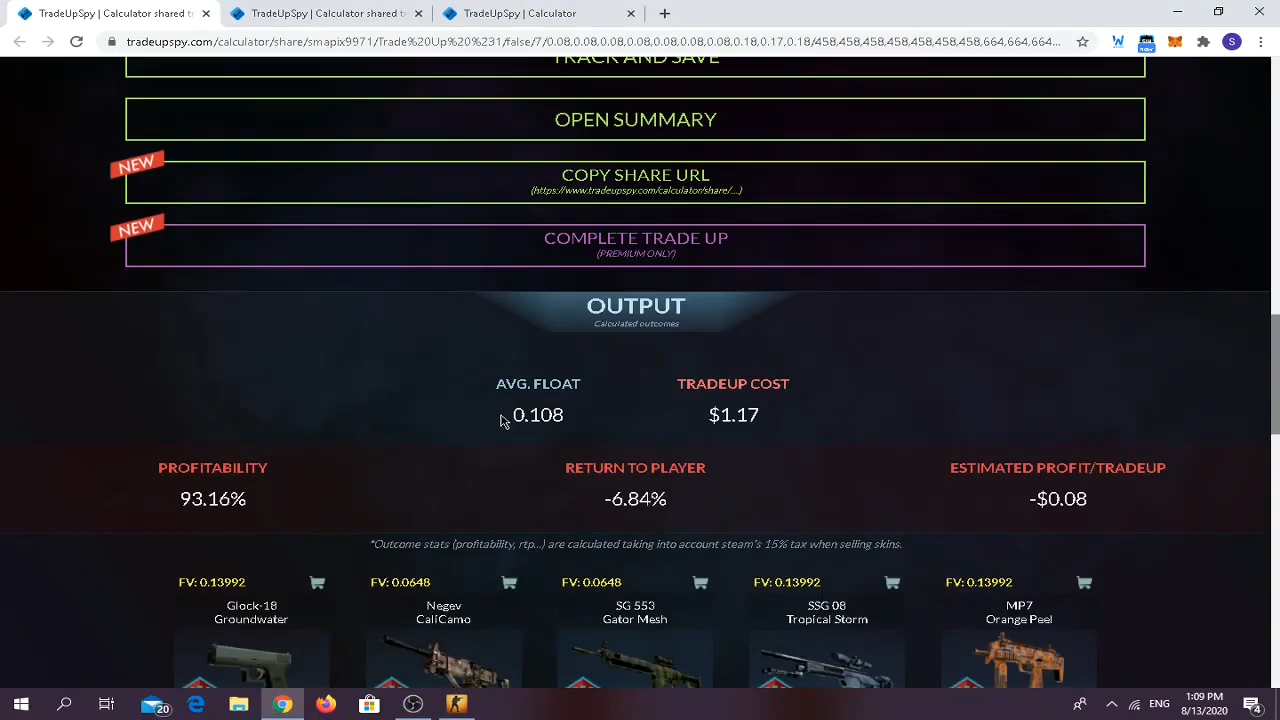 TradeUpSpy | Calculator shared t
TradeUpSpy | Calculator shared t
TradeUpSpy | Calculator
tradeupspy.com/calculator/share/smapix9971/Trade%20Up%20%231/false/7/0.08,0.08,0.08,0.08,0.08,0.08,0.08,0.18,0.17,0.18/458,458,458,458,458,458,458,664,664,664...
S
TRACK AND SAVE
OPEN SUMMARY
NEW
COPY SHARE URL
(https://www.tradeupspy.com/calculator/share/....)
NEW
COMPLETE TRADE UP
(PREMIUM ONLY)
OUTPUT
Calculated outcomes
AVG. FLOAT
TRADEUP COST
0.108
$1.17
PROFITABILITY
RETURN TO PLAYER
ESTIMATED PROFIT/TRADEUP
93.16%
-6.84%
-$0.08
*Outcome stats (profitability, rtp...) are calculated taking into account steam's 15% tax when selling skins.
FV: 0.13992
FV: 0.0648
FV: 0.0648
FV: 0.13992
FV: 0.13992
Glock-18
Groundwater
Negev
CaliCamo
SG 553
Gator Mesh
SSG 08
Tropical Storm
MP7
Orange Peel
20
ENG
1:09 PM
8/13/2020
4